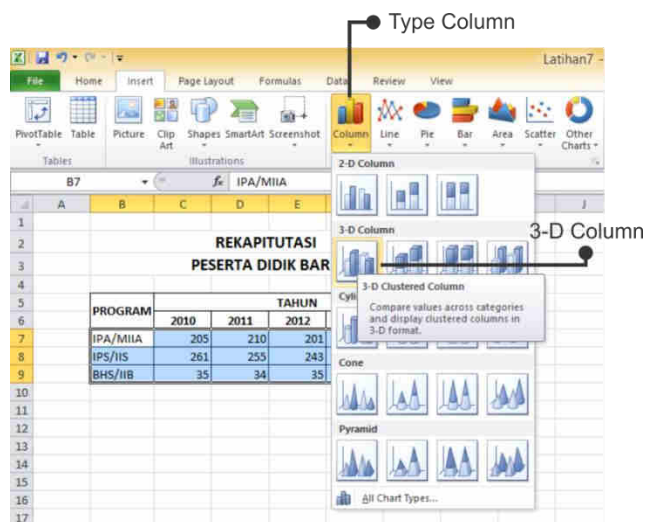 Type Column
Latihan7 -
File Home Insert Page Layout Formulas Data Review View
PivotTable Table Picture Clip Art Shapes SmartArt Screenshot Column Line Pie Bar Area Scatter Other Charts
Tables Illustrations
B7 fx IPA/MIIA
2-D Column
A B C D E J
3-D Column
3-D Column
1
2 REKAPITUTASI
3 PESERTA DIDIK BAR
3-D Clustered Column
Compare values across categories
and display clustered columns in
3-D format.
4
5 PROGRAM TAHUN
6 2010 2011 2012
7 IPA/MIIA 205 210 201
8 IPS/IIS 261 255 243
9 BHS/IIB 35 34 35
Cone
10
11
12
Pyramid
13
14
15
16
All Chart Types...
17